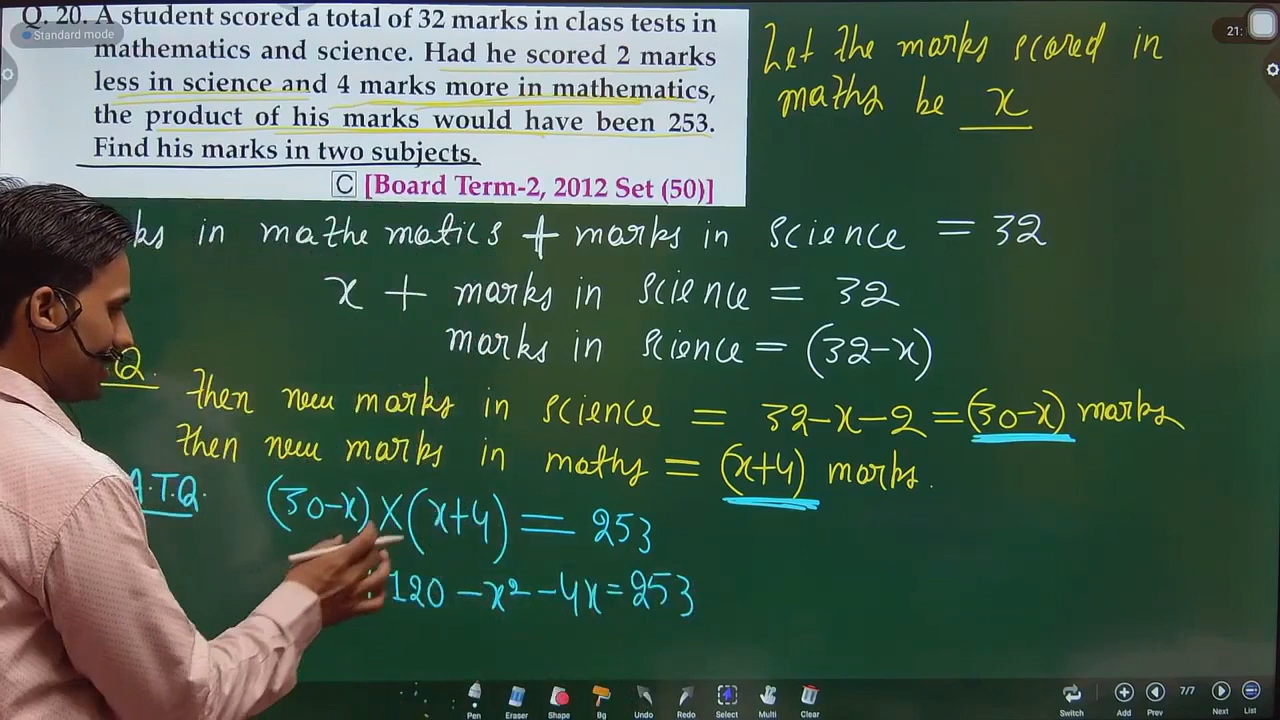 Q. 20. A student scored a total of 32 marks in class tests in
Standard mode
mathematics and science. Had he scored 2 marks
less in science and 4 marks more in mathematics,
the product of his marks would have been 253.
Find his marks in two subjects.
C [Board Term-2, 2012 Set (50)]
Let the marks scored in
maths be x
21:
ks in mathematics + marks in science = 32
x + marks in science = 32
marks in science = (32-x)
Q.
then new marks in science = 32-x-2 = (30-x) marks
then new marks in maths = (x+4) marks.
A.T.Q. (30-x) X (x+4) = 253
120 - x² - 4x = 253
Pen Eraser Shape Bg Undo Redo Select Multi Clear
Switch Add Prev 7/7 Next List